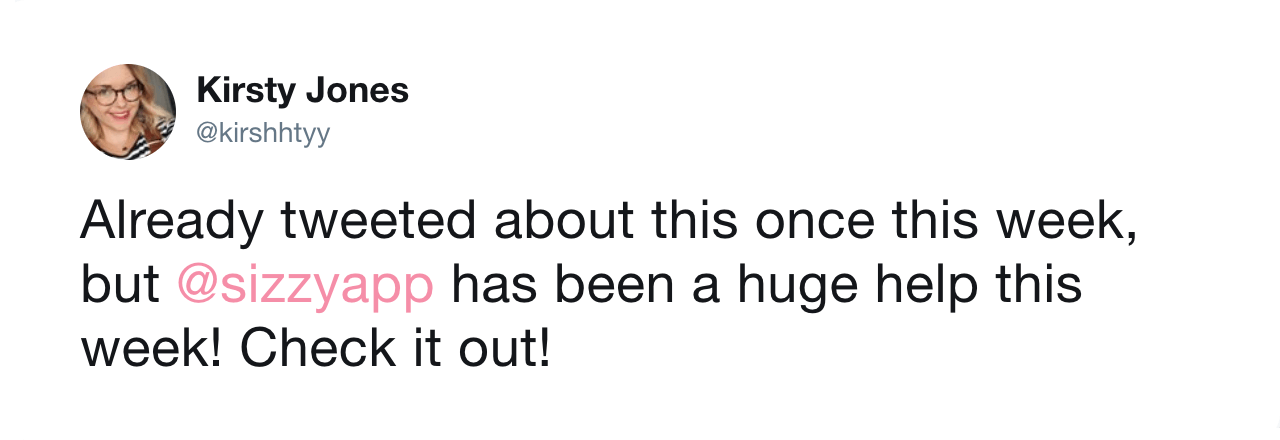 Kirsty Jones
@kirshhtyy
Already tweeted about this once this week,
but @sizzyapp has been a huge help this
week! Check it out!